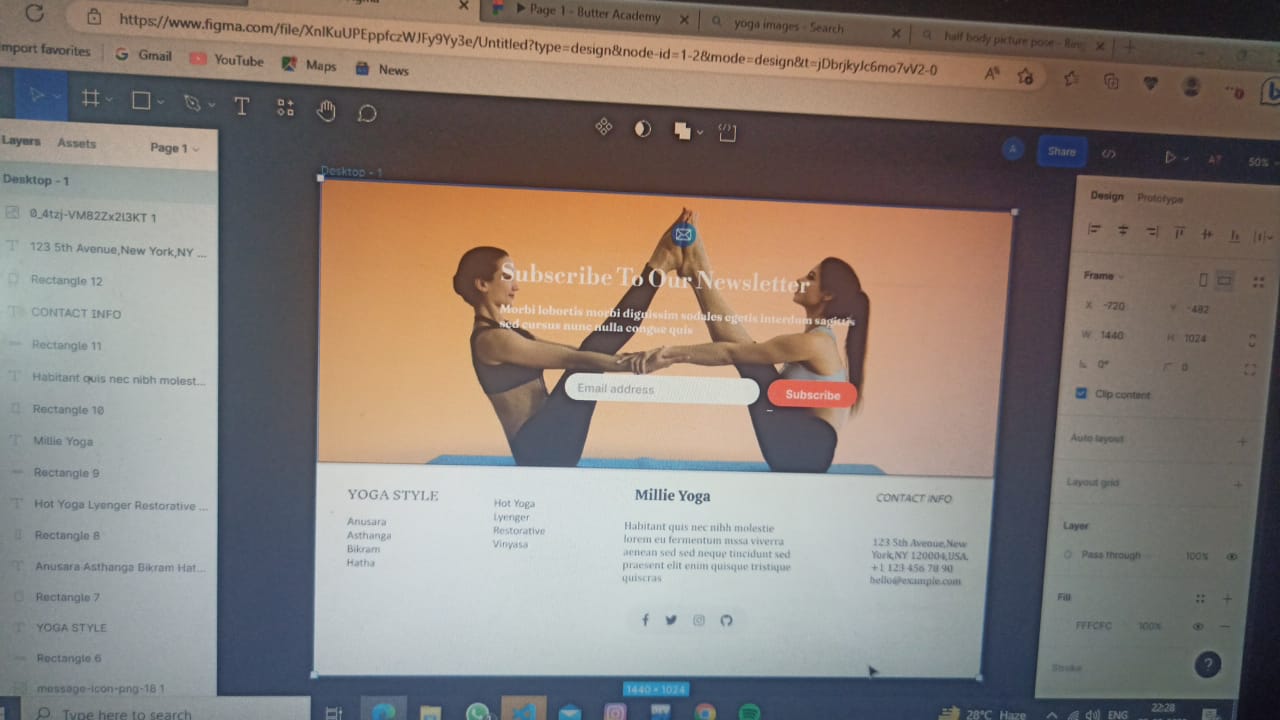 Page 1 - Butter Academy
yoga images - Search
half body picture pose - Bing
https://www.figma.com/file/XnlKuUPEppfczWJFy9Yy3e/Untitled?type=design&node-id=1-2&mode=design&t=jDbrjkyJc6mo7vV2-0
mport favorites
Gmail
YouTube
Maps
News
Layers
Assets
Page 1
A
Share
A?
50%
Desktop - 1
0_4tzj-VM82Zx2l3KT 1
123 5th Avenue,New York,NY ...
Rectangle 12
CONTACT INFO
Rectangle 11
Habitant quis nec nibh molest...
Rectangle 10
Millie Yoga
Rectangle 9
Hot Yoga Lyenger Restorative ...
Rectangle 8
Anusara Asthanga Bikram Hat...
Rectangle 7
YOGA STYLE
Rectangle 6
message-icon-png-16 1
Desktop - 1
Subscribe To Our Newsletter
Morbi lobortis morbi dignissim sodales egetis interdum sagittis
sed cursus nunc nulla congue quis
Email address
Subscribe
YOGA STYLE
Anusara
Asthanga
Bikram
Hatha
Hot Yoga
Lyenger
Restorative
Vinyasa
Millie Yoga
Habitant quis nec nibh molestie
lorem eu fermentum mssa viverra
aenean sed sed neque tincidunt sed
praesent elit enim quisque tristique
quiscras
CONTACT INFO
123 5th Avenue,New
York,NY 120004,USA.
+1 123 456 78 90
hello@example.com
1440 × 1024
Design
Prototype
Frame
X -720
Y -482
W 1440
H 1024
0°
0
Clip content
Auto layout
Layout grid
Layer
Pass through
100%
Fill
FFFCFC
100%
Stroke
?
Type here to search
28°C Haze
ENG
22:28